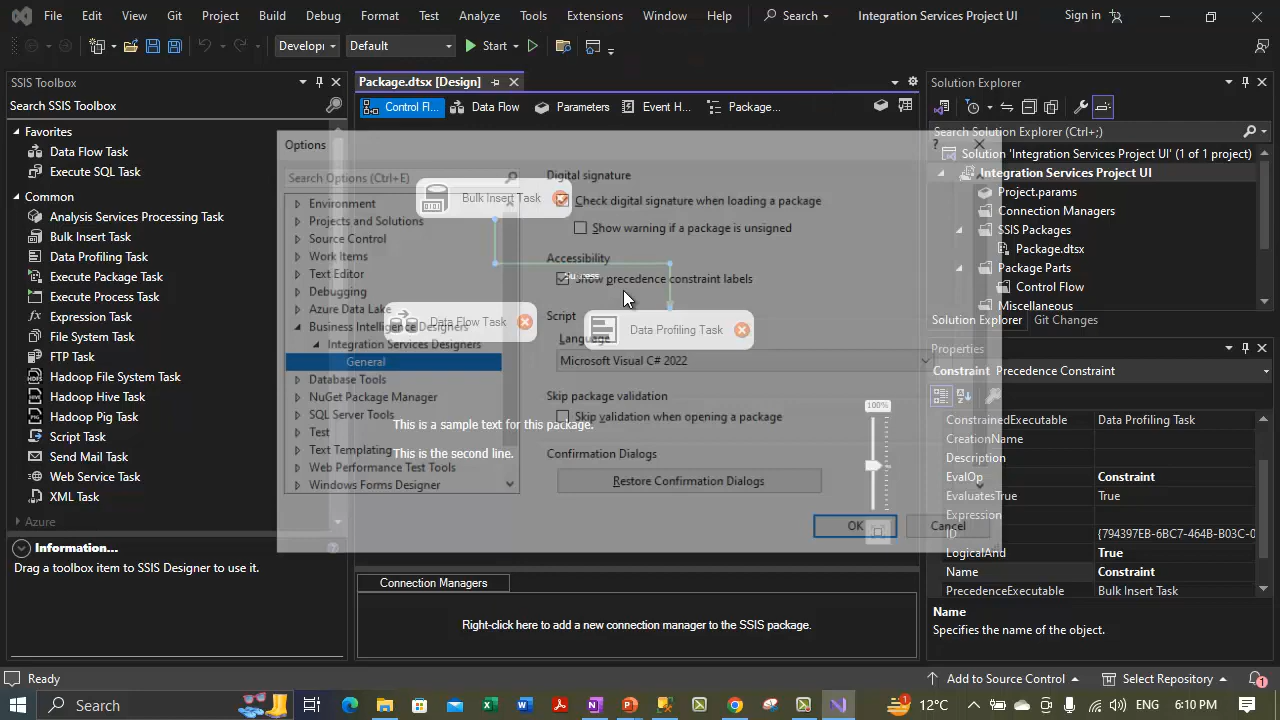 File Edit View Git Project Build Debug Format Test Analyze Tools Extensions Window Help Search Integration Services Project UI Sign in
Developr Default Start
SSIS Toolbox
Search SSIS Toolbox
Favorites
Data Flow Task
Execute SQL Task
Common
Analysis Services Processing Task
Bulk Insert Task
Data Profiling Task
Execute Package Task
Execute Process Task
Expression Task
File System Task
FTP Task
Hadoop File System Task
Hadoop Hive Task
Hadoop Pig Task
Script Task
Send Mail Task
Web Service Task
XML Task
Azure
Information...
Drag a toolbox item to SSIS Designer to use it.
Package.dtsx [Design]
Control Fl... Data Flow Parameters Event H... Package...
Options
Search Options (Ctrl+E)
Environment
Projects and Solutions
Source Control
Work Items
Text Editor
Debugging
Azure Data Lake
Business Intelligence Designers
Integration Services Designers
General
Database Tools
NuGet Package Manager
SQL Server Tools
Test
Text Templating
Web Performance Test Tools
Windows Forms Designer
Digital signature
Check digital signature when loading a package
Show warning if a package is unsigned
Accessibility
Show precedence constraint labels
Script
Language
Microsoft Visual C# 2022
Skip package validation
Skip validation when opening a package
Confirmation Dialogs
Restore Confirmation Dialogs
OK Cancel
Bulk Insert Task
Success
Data Flow Task
Data Profiling Task
This is a sample text for this package.
This is the second line.
100%
Connection Managers
Right-click here to add a new connection manager to the SSIS package.
Solution Explorer
Search Solution Explorer (Ctrl+;)
Solution 'Integration Services Project UI' (1 of 1 project)
Integration Services Project UI
Project.params
Connection Managers
SSIS Packages
Package.dtsx
Package Parts
Control Flow
Miscellaneous
Solution Explorer Git Changes
Properties
Constraint Precedence Constraint
ConstrainedExecutable Data Profiling Task
CreationName
Description
EvalOp Constraint
EvaluatesTrue True
Expression
ID {794397EB-6BC7-464B-B03C-0
LogicalAnd True
Name Constraint
PrecedenceExecutable Bulk Insert Task
Name
Specifies the name of the object.
Ready Add to Source Control Select Repository 1
Search 12°C ENG 6:10 PM